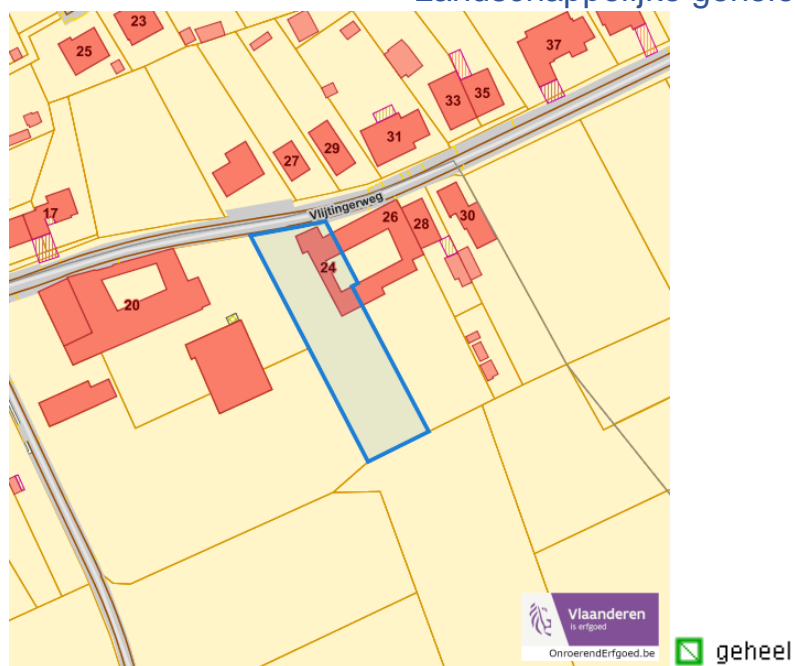 Landschappelijke gehelen
23
25
37
33
35
31
29
27
17
Vlijtingerweg
26
28
30
24
20
Vlaanderen
is erfgoed
OnroerendErfgoed.be
geheel